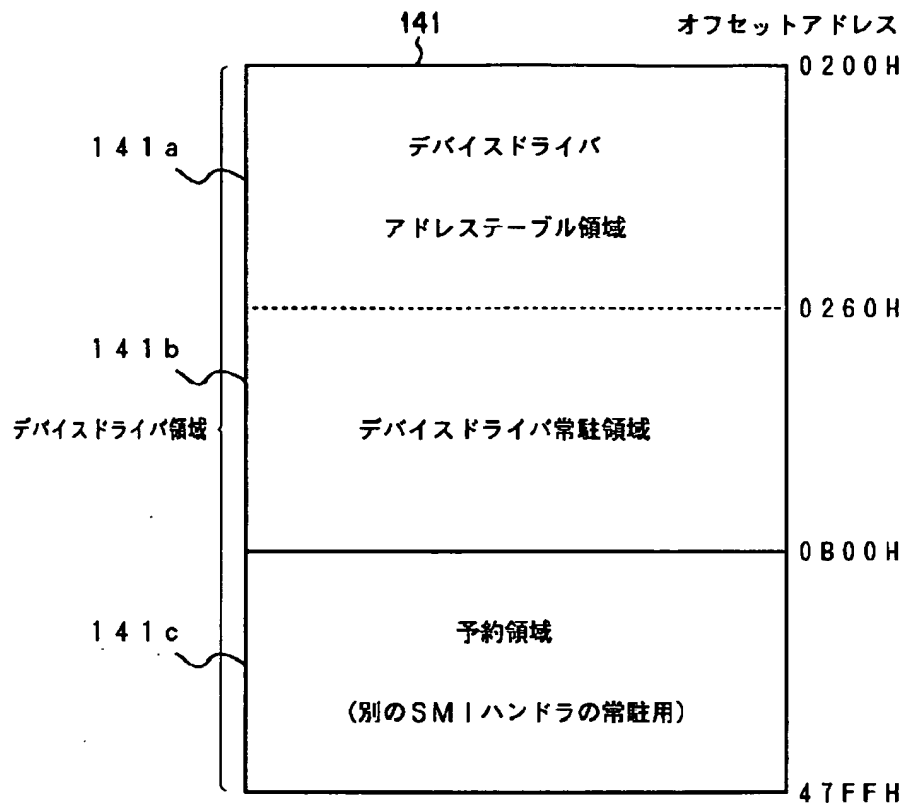 141 オフセットアドレス
0200H
141a デバイスドライバ
アドレステーブル領域
0260H
141b
デバイスドライバ領域 デバイスドライバ常駐領域
0B00H
141c 予約領域
(別のSMIハンドラの常駐用)
47FFH